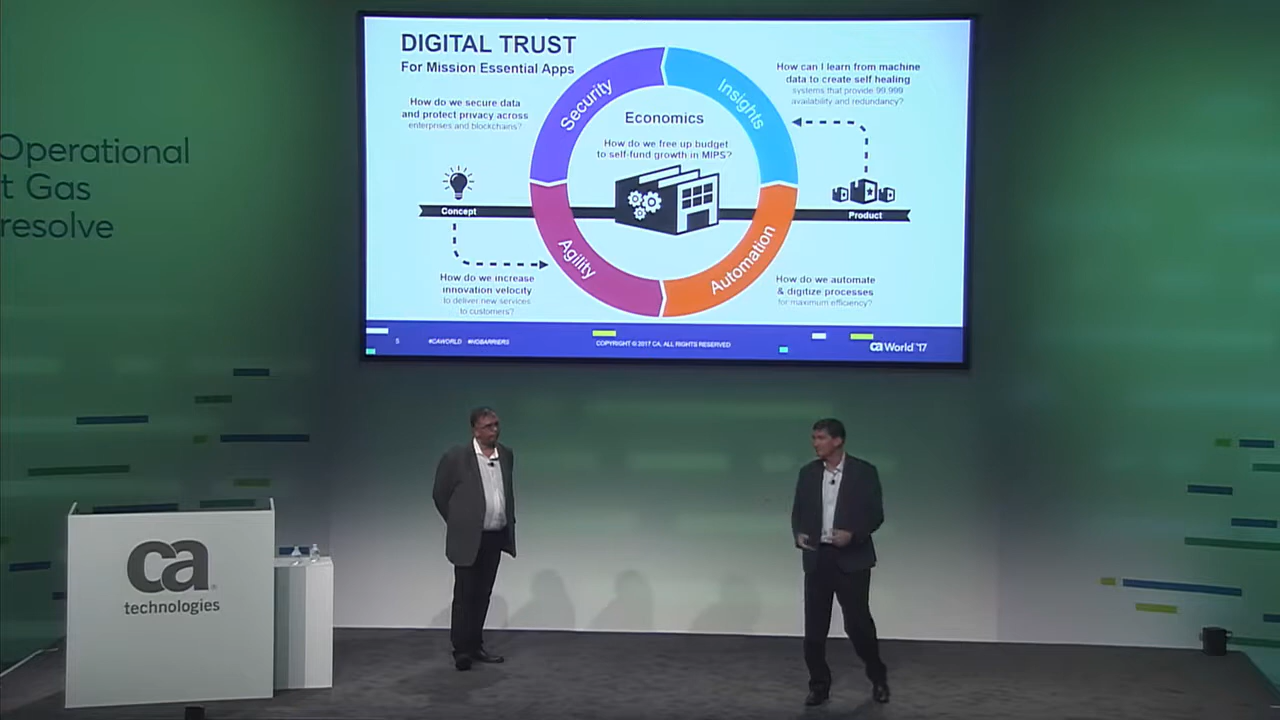 DIGITAL TRUST
For Mission Essential Apps
How do we secure data
and protect privacy across
enterprises and blockchains?
Security
Insights
How can I learn from machine
data to create self healing
systems that provide 99.999
availability and redundancy?
Economics
How do we free up budget
to self-fund growth in MIPS?
Concept
Product
Agility
Automation
How do we increase
innovation velocity
to deliver new services
to customers?
How do we automate
& digitize processes
for maximum efficiency?
5
#CAWORLD #NOBARRIERS
COPYRIGHT © 2017 CA, ALL RIGHTS RESERVED
ca World '17
Operational
t Gas
resolve
ca
technologies